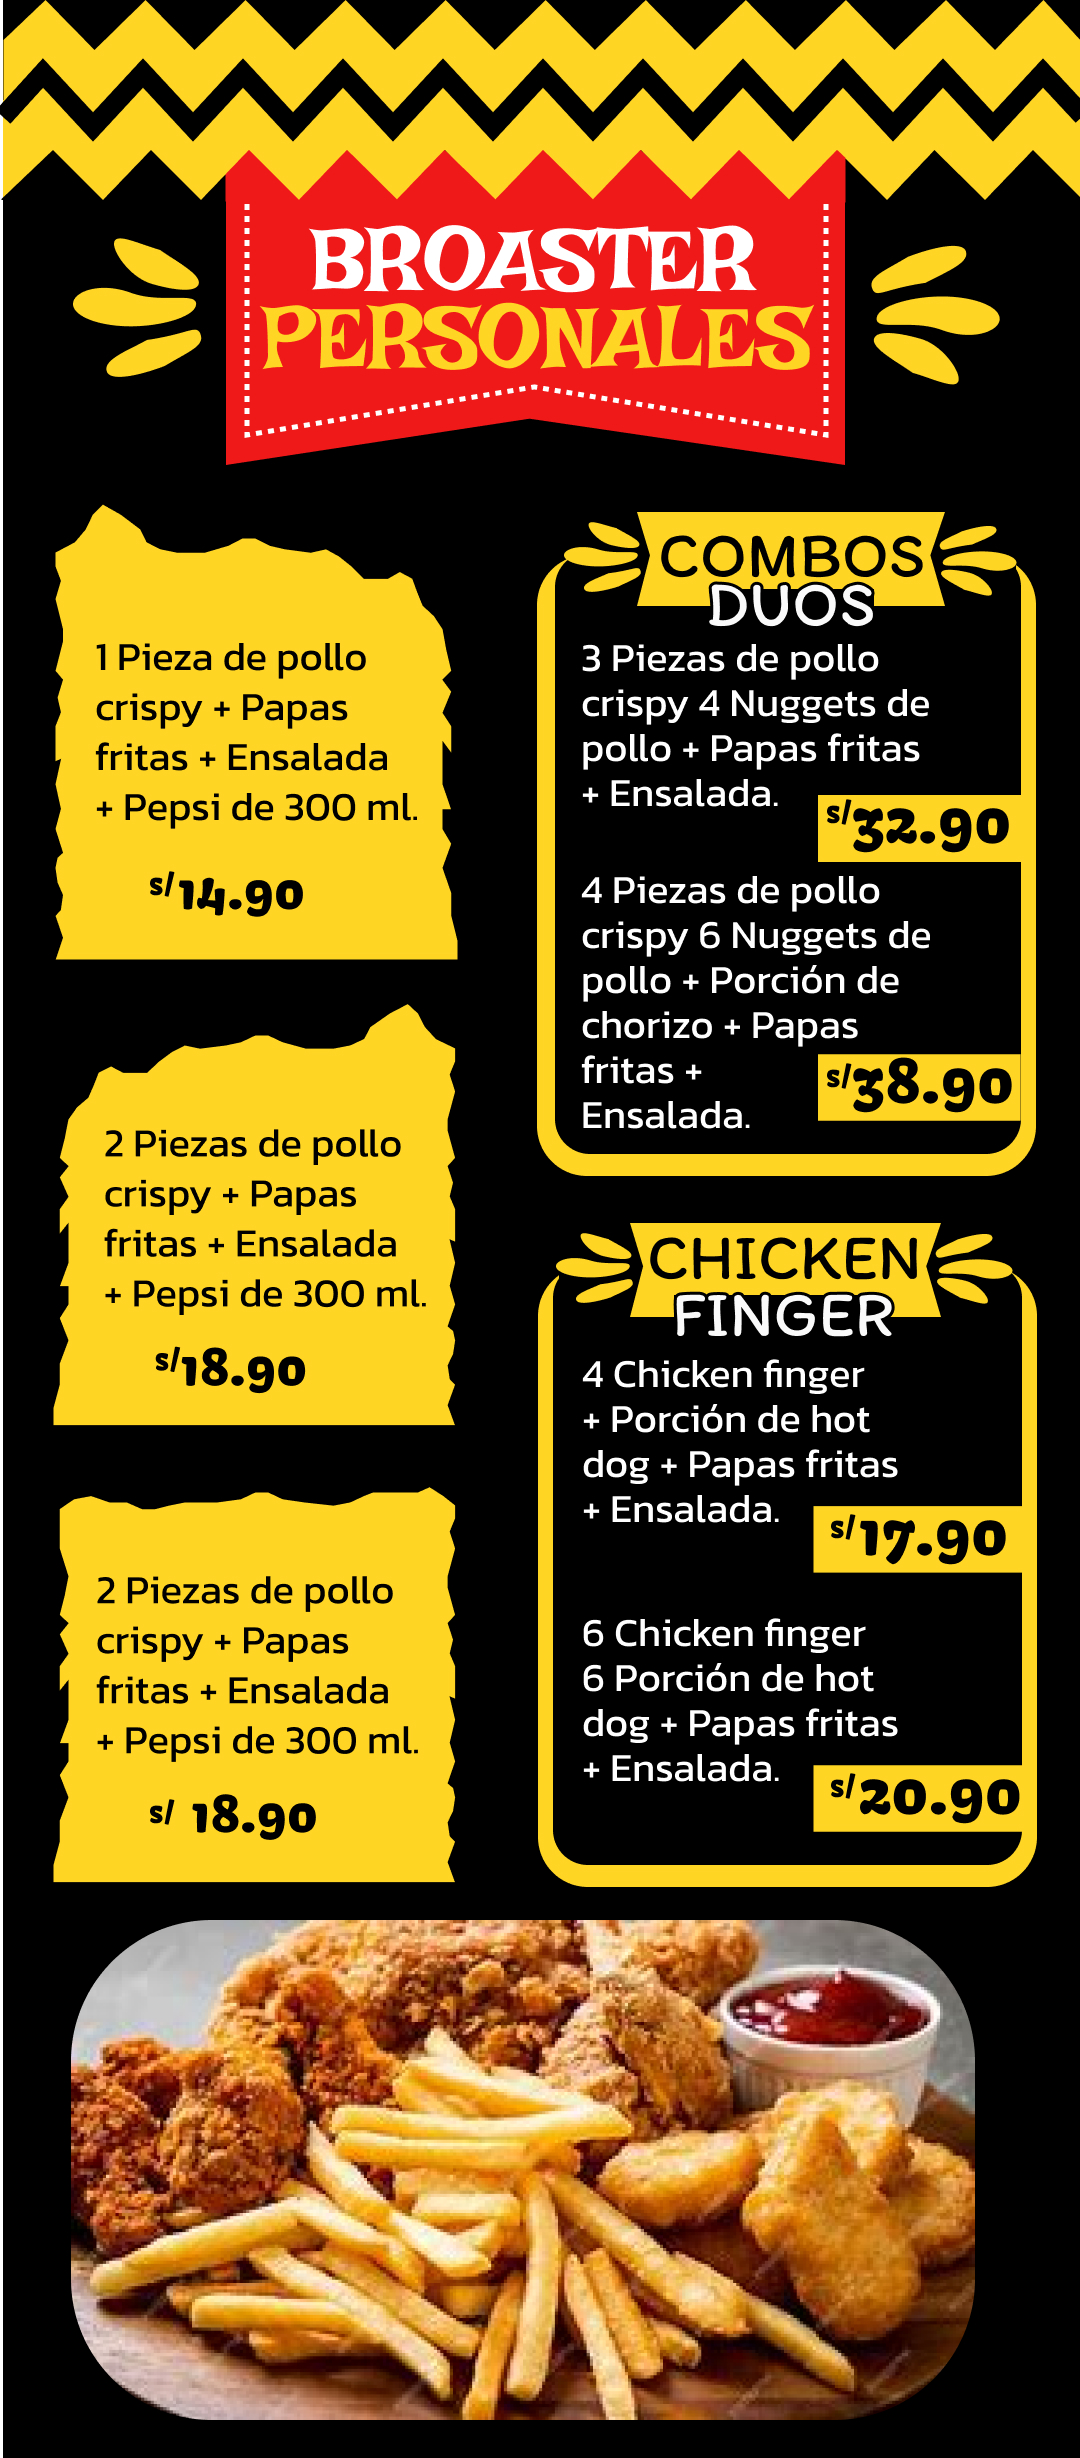 BROASTER
PERSONALES
1 Pieza de pollo
crispy + Papas
fritas + Ensalada
+ Pepsi de 300 ml.
s/14.90
2 Piezas de pollo
crispy + Papas
fritas + Ensalada
+ Pepsi de 300 ml.
s/18.90
2 Piezas de pollo
crispy + Papas
fritas + Ensalada
+ Pepsi de 300 ml.
s/ 18.90
COMBOS
DUOS
3 Piezas de pollo
crispy 4 Nuggets de
pollo + Papas fritas
+ Ensalada.
s/32.90
4 Piezas de pollo
crispy 6 Nuggets de
pollo + Porción de
chorizo + Papas
fritas +
Ensalada.
s/38.90
CHICKEN
FINGER
4 Chicken finger
+ Porción de hot
dog + Papas fritas
+ Ensalada.
s/17.90
6 Chicken finger
6 Porción de hot
dog + Papas fritas
+ Ensalada.
s/20.90